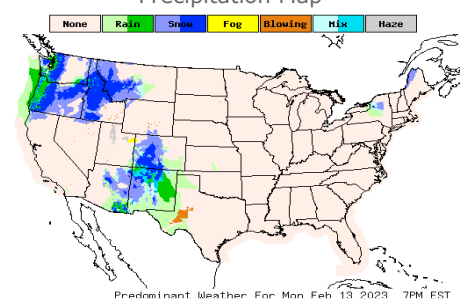 Precipitation Map
None Rain Snow Fog Blowing Mix Haze
Predominant Weather For Mon Feb 13 2023 7PM EST